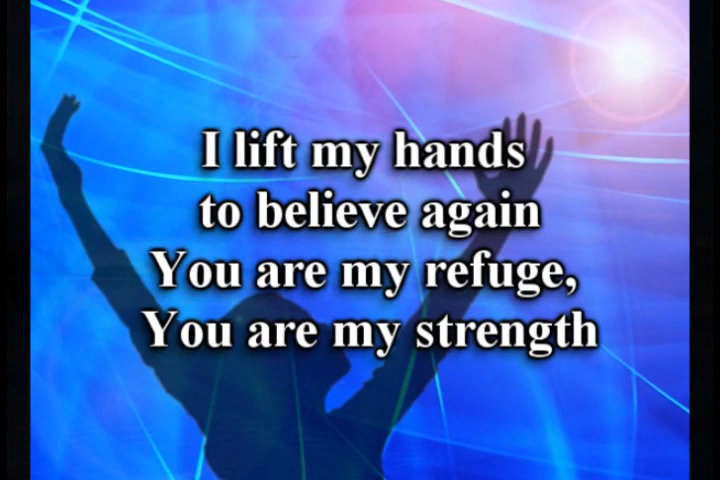 I lift my hands
to believe again
You are my refuge,
You are my strength